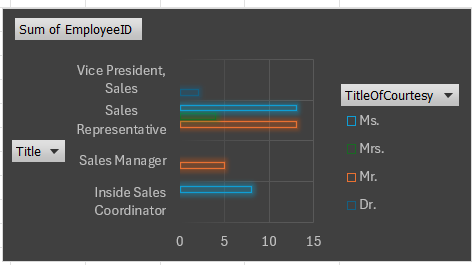 Sum of EmployeeID
Vice President,
Sales
Sales
Representative
Sales Manager
Inside Sales
Coordinator
Title
0 5 10 15
TitleOfCourtesy
Ms.
Mrs.
Mr.
Dr.